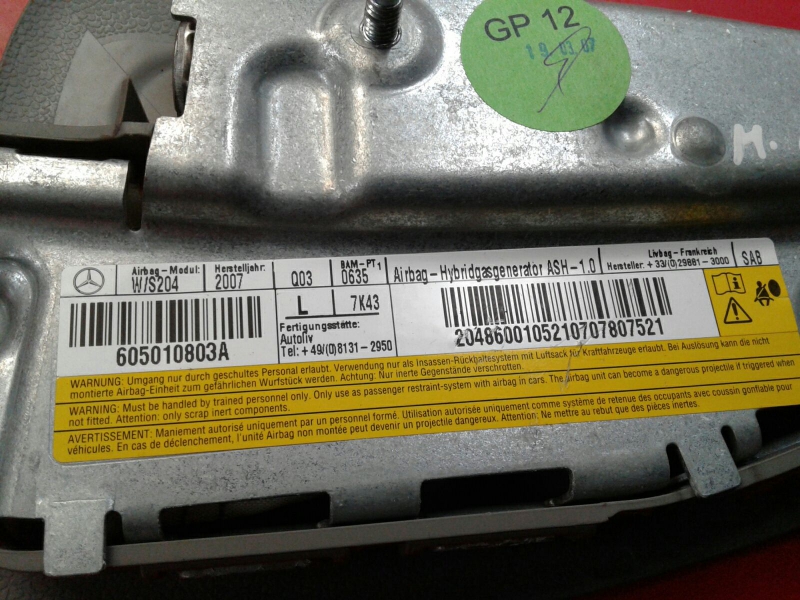 GP 12
19.03.07
M.
Airbag-Modul:
W/S204
Herstelljahr:
2007
Q03
BAM-PT1
0635
Airbag-Hybridgasgenerator ASH-1.0
Livbag-Frankreich
Hersteller: +33/(0)29881-3000
SAB
605010803A
L
7K43
Fertigungsstätte:
Autoliv
Tel: +49/(0)8131-2950
2048600105210707807521
WARNUNG: Umgang nur durch geschultes Personal erlaubt. Verwendung nur als Insassen-Rückhaltesystem mit Luftsack für Kraftfahrzeuge erlaubt. Bei Auslösung kann die nicht
montierte Airbag-Einheit zum gefährlichen Wurfstück werden. Achtung: Nur inerte Gegenstände verschrotten.
WARNING: Must be handled by trained personnel only. Only use as passenger restraint-system with airbag in cars. The Airbag unit can become a dangerous projectile if triggered when
not fitted. Attention: only scrap inert components.
AVERTISSEMENT: Maniement autorisé uniquement par un personnel formé. Utilisation autorisée uniquement comme système de retenue des occupants avec coussin gonflable pour
véhicules. En cas de déclenchement, l'unité Airbag non montée peut devenir un projectile dangereux. Attention: Ne mettre au rebut que des pièces inertes.